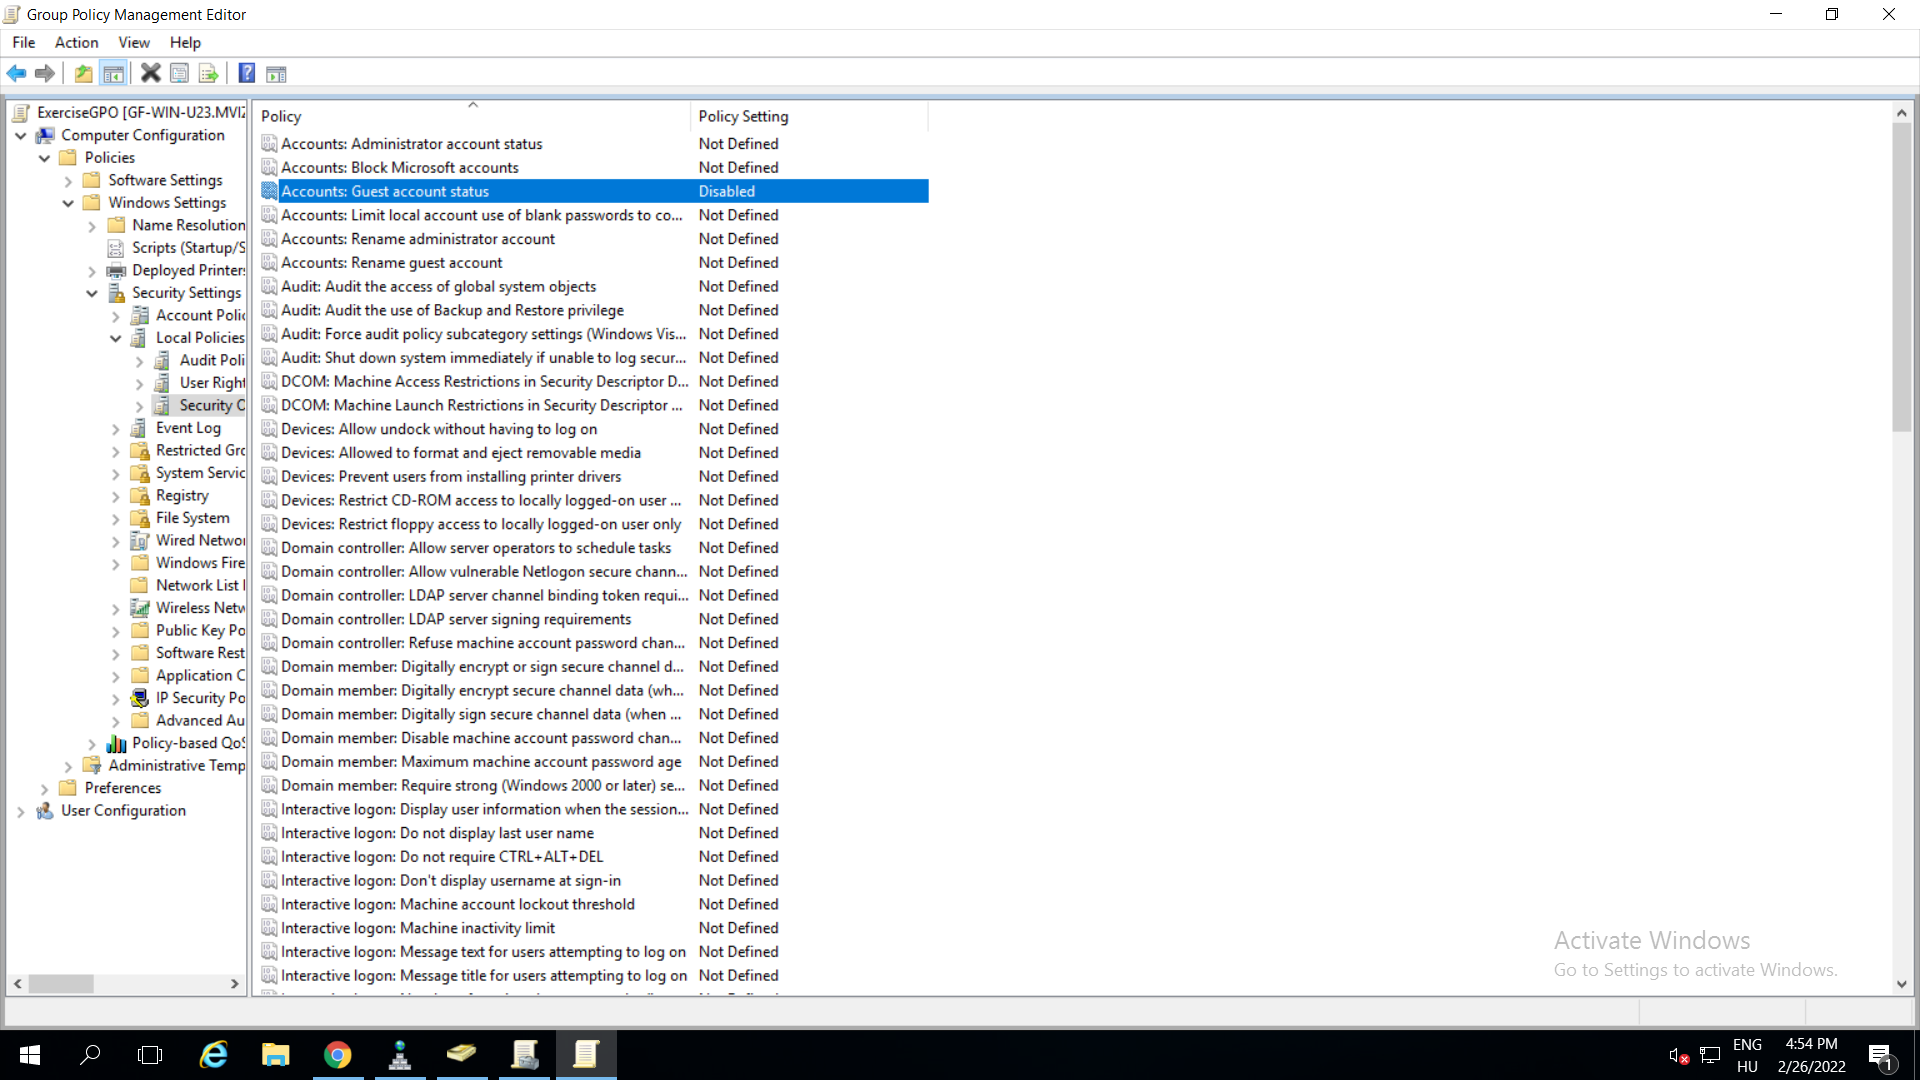 Group Policy Management Editor
File Action View Help
ExerciseGPO [GF-WIN-U23.MVIZ
Computer Configuration
Policies
Software Settings
Windows Settings
Name Resolution
Scripts (Startup/S
Deployed Printers
Security Settings
Account Polic
Local Policies
Audit Poli
User Right
Security O
Event Log
Restricted Gro
System Servic
Registry
File System
Wired Networ
Windows Fire
Network List
Wireless Netw
Public Key Po
Software Rest
Application C
IP Security Po
Advanced Au
Policy-based QoS
Administrative Temp
Preferences
User Configuration
Policy Policy Setting
Accounts: Administrator account status Not Defined
Accounts: Block Microsoft accounts Not Defined
Accounts: Guest account status Disabled
Accounts: Limit local account use of blank passwords to co... Not Defined
Accounts: Rename administrator account Not Defined
Accounts: Rename guest account Not Defined
Audit: Audit the access of global system objects Not Defined
Audit: Audit the use of Backup and Restore privilege Not Defined
Audit: Force audit policy subcategory settings (Windows Vis... Not Defined
Audit: Shut down system immediately if unable to log secur... Not Defined
DCOM: Machine Access Restrictions in Security Descriptor D... Not Defined
DCOM: Machine Launch Restrictions in Security Descriptor ... Not Defined
Devices: Allow undock without having to log on Not Defined
Devices: Allowed to format and eject removable media Not Defined
Devices: Prevent users from installing printer drivers Not Defined
Devices: Restrict CD-ROM access to locally logged-on user ... Not Defined
Devices: Restrict floppy access to locally logged-on user only Not Defined
Domain controller: Allow server operators to schedule tasks Not Defined
Domain controller: Allow vulnerable Netlogon secure chann... Not Defined
Domain controller: LDAP server channel binding token requi... Not Defined
Domain controller: LDAP server signing requirements Not Defined
Domain controller: Refuse machine account password chan... Not Defined
Domain member: Digitally encrypt or sign secure channel d... Not Defined
Domain member: Digitally encrypt secure channel data (wh... Not Defined
Domain member: Digitally sign secure channel data (when ... Not Defined
Domain member: Disable machine account password chan... Not Defined
Domain member: Maximum machine account password age Not Defined
Domain member: Require strong (Windows 2000 or later) se... Not Defined
Interactive logon: Display user information when the session... Not Defined
Interactive logon: Do not display last user name Not Defined
Interactive logon: Do not require CTRL+ALT+DEL Not Defined
Interactive logon: Don't display username at sign-in Not Defined
Interactive logon: Machine account lockout threshold Not Defined
Interactive logon: Machine inactivity limit Not Defined
Interactive logon: Message text for users attempting to log on Not Defined
Interactive logon: Message title for users attempting to log on Not Defined
Activate Windows
Go to Settings to activate Windows.
ENG 4:54 PM
HU 2/26/2022 1